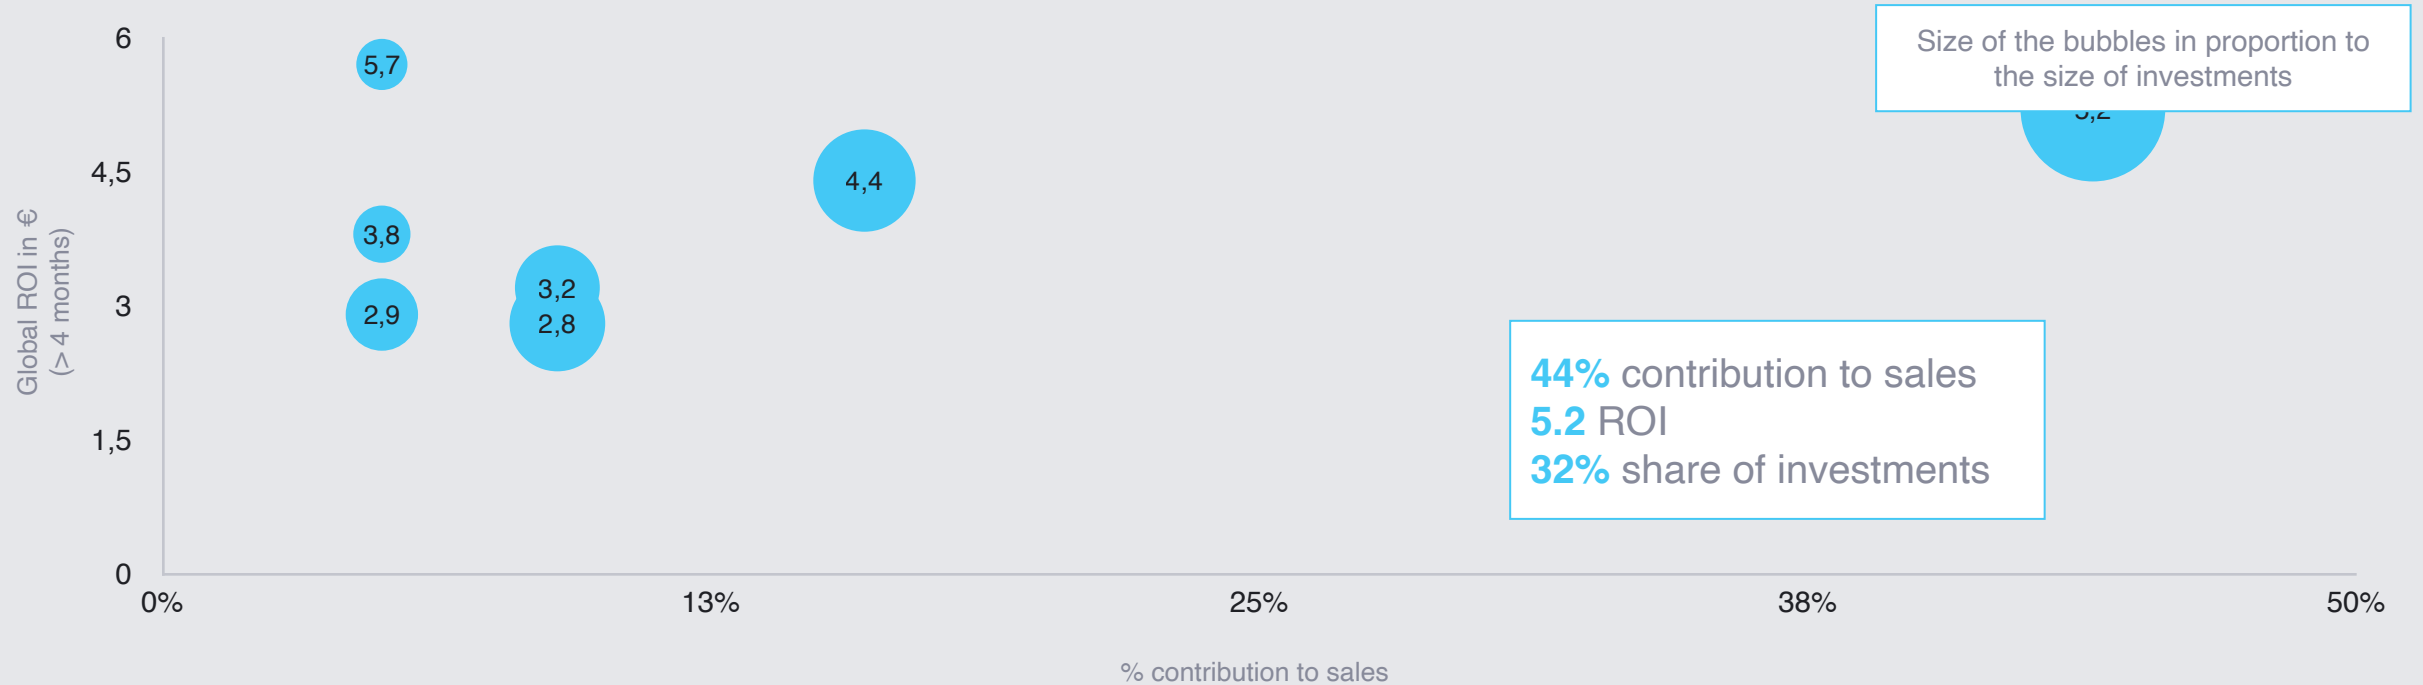 Size of the bubbles in proportion to
the size of investments
6
5,7
5,2
4,5
4,4
3,8
3,2
3
2,9
2,8
Global ROI in €
(> 4 months)
44% contribution to sales
5.2 ROI
32% share of investments
1,5
0
0%
13%
25%
38%
50%
% contribution to sales